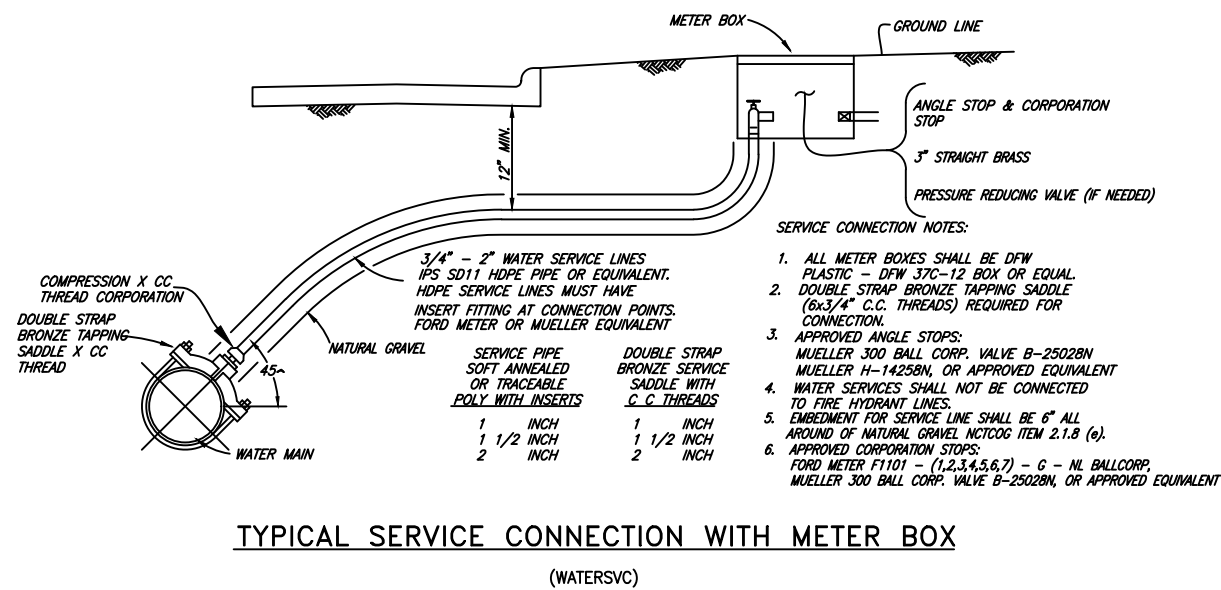 METER BOX
GROUND LINE
ANGLE STOP & CORPORATION
STOP
3" STRAIGHT BRASS
PRESSURE REDUCING VALVE (IF NEEDED)
12" MIN.
3/4" - 2" WATER SERVICE LINES
IPS SD11 HDPE PIPE OR EQUIVALENT.
HDPE SERVICE LINES MUST HAVE
INSERT FITTING AT CONNECTION POINTS.
FORD METER OR MUELLER EQUIVALENT
COMPRESSION X CC
THREAD CORPORATION
DOUBLE STRAP
BRONZE TAPPING
SADDLE X CC
THREAD
NATURAL GRAVEL
45~
WATER MAIN
SERVICE PIPE
SOFT ANNEALED
OR TRACEABLE
POLY WITH INSERTS
1 INCH
1 1/2 INCH
2 INCH
DOUBLE STRAP
BRONZE SERVICE
SADDLE WITH
C C THREADS
1 INCH
1 1/2 INCH
2 INCH
SERVICE CONNECTION NOTES:
1. ALL METER BOXES SHALL BE DFW
PLASTIC - DFW 37C-12 BOX OR EQUAL.
2. DOUBLE STRAP BRONZE TAPPING SADDLE
(6x3/4" C.C. THREADS) REQUIRED FOR
CONNECTION.
3. APPROVED ANGLE STOPS:
MUELLER 300 BALL CORP. VALVE B-25028N
MUELLER H-14258N, OR APPROVED EQUIVALENT
4. WATER SERVICES SHALL NOT BE CONNECTED
TO FIRE HYDRANT LINES.
5. EMBEDMENT FOR SERVICE LINE SHALL BE 6" ALL
AROUND OF NATURAL GRAVEL NCTCOG ITEM 2.1.8 (e).
6. APPROVED CORPORATION STOPS:
FORD METER F1101 - (1,2,3,4,5,6,7) - G - NL BALLCORP,
MUELLER 300 BALL CORP. VALVE B-25028N, OR APPROVED EQUIVALENT
TYPICAL SERVICE CONNECTION WITH METER BOX
(WATERSVC)